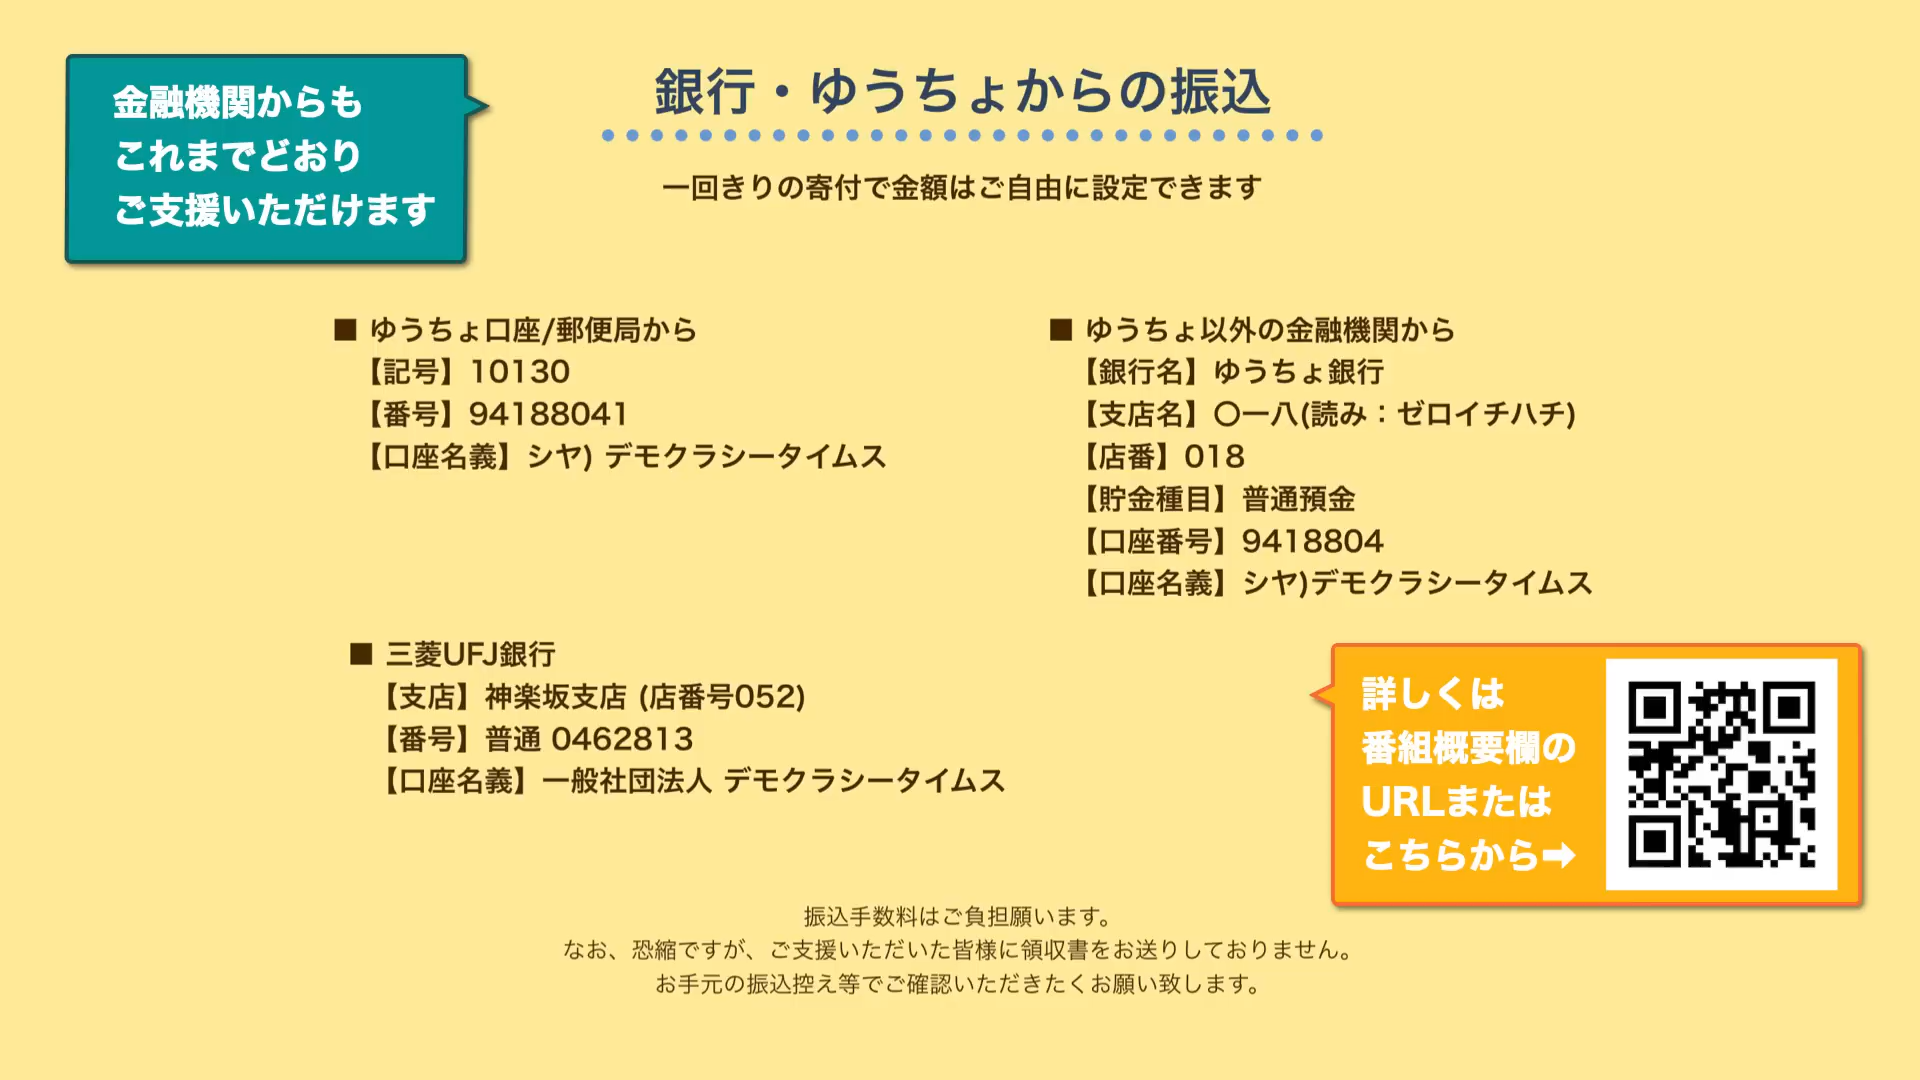 金融機関からも
これまでどおり
ご支援いただけます
銀行・ゆうちょからの振込
一回きりの寄付で金額はご自由に設定できます
■ ゆうちょ口座/郵便局から
【記号】10130
【番号】94188041
【口座名義】シヤ) デモクラシータイムス
■ ゆうちょ以外の金融機関から
【銀行名】ゆうちょ銀行
【支店名】〇一八(読み：ゼロイチハチ)
【店番】018
【貯金種目】普通預金
【口座番号】9418804
【口座名義】シヤ)デモクラシータイムス
■ 三菱UFJ銀行
【支店】神楽坂支店 (店番号052)
【番号】普通 0462813
【口座名義】一般社団法人 デモクラシータイムス
詳しくは
番組概要欄の
URLまたは
こちらから➡
振込手数料はご負担願います。
なお、恐縮ですが、ご支援いただいた皆様に領収書をお送りしておりません。
お手元の振込控え等でご確認いただきたくお願い致します。